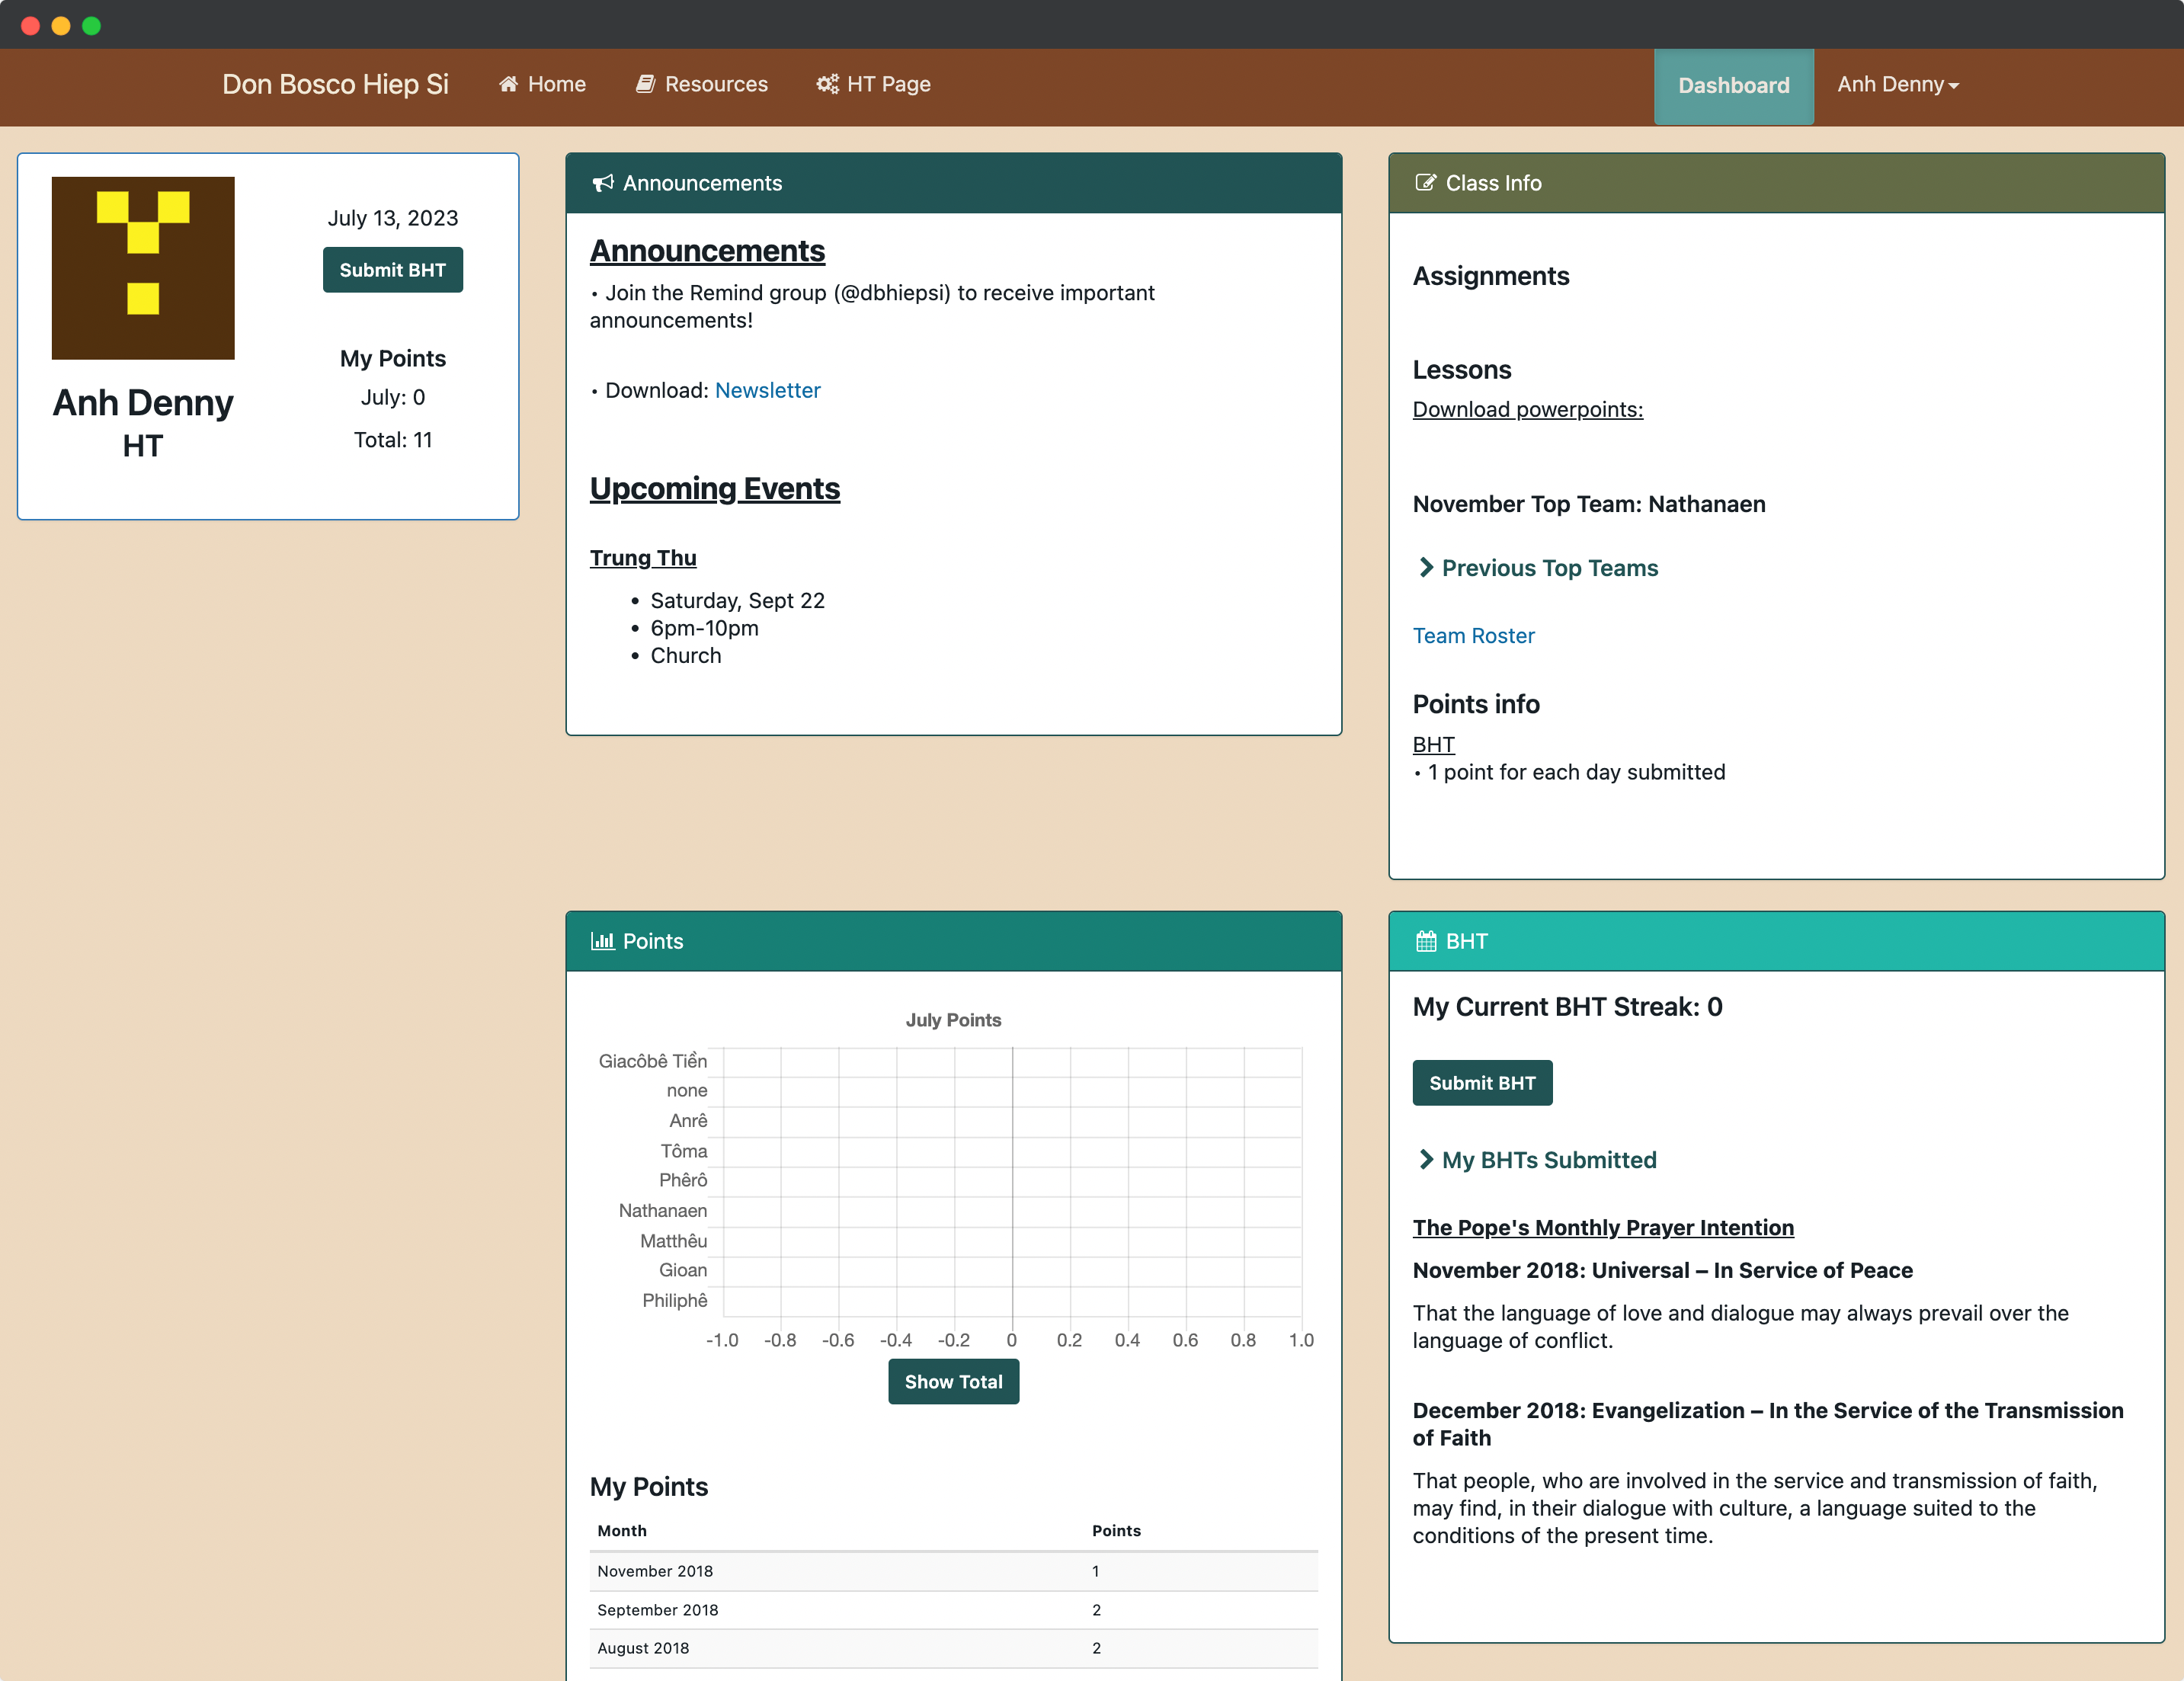 Don Bosco Hiep Si
Home
Resources
HT Page
Dashboard
Anh Denny
Anh Denny
HT
July 13, 2023
Submit BHT
My Points
July: 0
Total: 11
Announcements
Announcements
• Join the Remind group (@dbhiepsi) to receive important
announcements!
• Download: Newsletter
Upcoming Events
Trung Thu
• Saturday, Sept 22
• 6pm-10pm
• Church
Class Info
Assignments
Lessons
Download powerpoints:
November Top Team: Nathanaen
Previous Top Teams
Team Roster
Points info
BHT
• 1 point for each day submitted
Points
July Points
Giacôbê Tiền
none
Anrê
Tôma
Phêrô
Nathanaen
Matthêu
Gioan
Philiphê
-1.0 -0.8 -0.6 -0.4 -0.2 0 0.2 0.4 0.6 0.8 1.0
Show Total
My Points
Month Points
November 2018 1
September 2018 2
August 2018 2
BHT
My Current BHT Streak: 0
Submit BHT
My BHTs Submitted
The Pope's Monthly Prayer Intention
November 2018: Universal – In Service of Peace
That the language of love and dialogue may always prevail over the
language of conflict.
December 2018: Evangelization – In the Service of the Transmission
of Faith
That people, who are involved in the service and transmission of faith,
may find, in their dialogue with culture, a language suited to the
conditions of the present time.